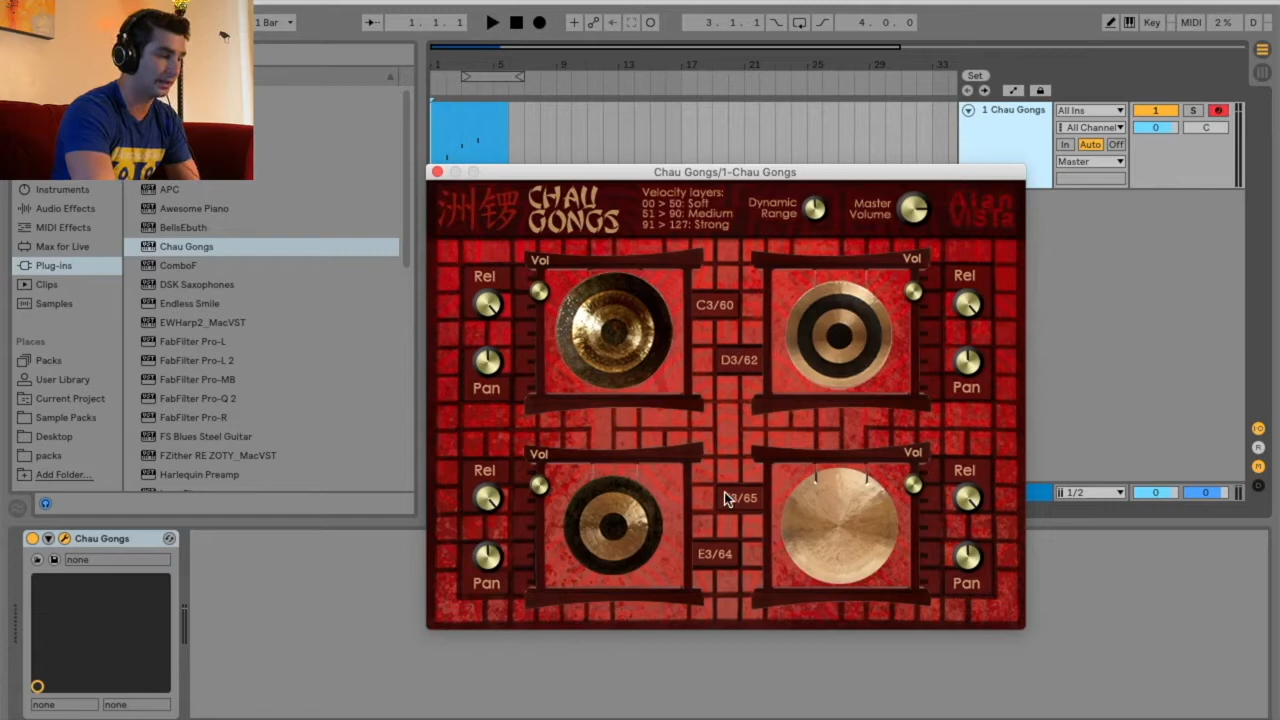 1 Bar
1. 1. 1
3. 1. 1
4. 0. 0
Key
MIDI
2 %
D
1
5
9
13
17
21
25
29
33
Set
1 Chau Gongs
All Ins
1
S
All Channel
0
C
In
Auto
Off
Master
Instruments
Audio Effects
MIDI Effects
Max for Live
Plug-ins
Clips
Samples
Places
Packs
User Library
Current Project
Sample Packs
Desktop
packs
Add Folder...
APC
Awesome Piano
BellsEbuth
Chau Gongs
ComboF
DSK Saxophones
Endless Smile
EWHarp2_MacVST
FabFilter Pro-L
FabFilter Pro-L 2
FabFilter Pro-MB
FabFilter Pro-Q 2
FabFilter Pro-R
FS Blues Steel Guitar
FZither RE ZOTY_MacVST
Harlequin Preamp
Chau Gongs/1-Chau Gongs
洲锣
CHAU
GONGS
Velocity layers:
00 > 50: Soft
51 > 90: Medium
91 > 127: Strong
Dynamic
Range
Master
Volume
Alan
ViSTa
Vol
Rel
Pan
C3/60
Vol
Rel
Pan
D3/62
Vol
Rel
Pan
3/65
Vol
Rel
Pan
E3/64
1/2
0
0
Chau Gongs
none
none
none